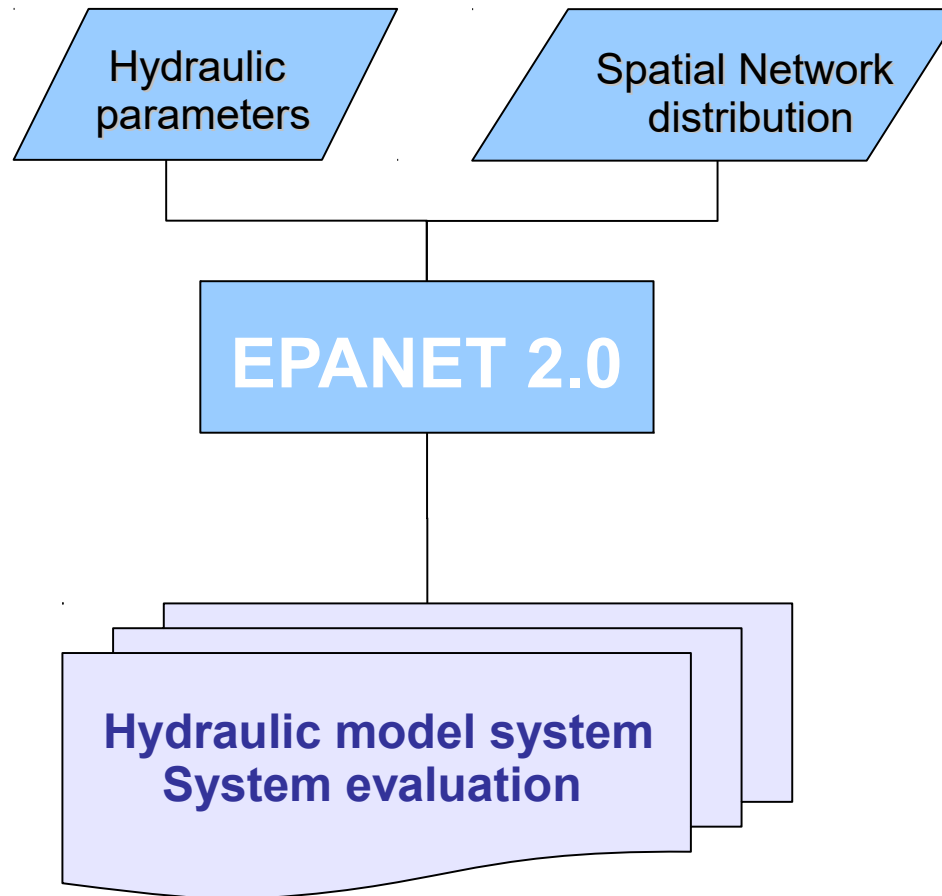 Hydraulic
parameters
Spatial Network
distribution
EPANET 2.0
Hydraulic model system
System evaluation